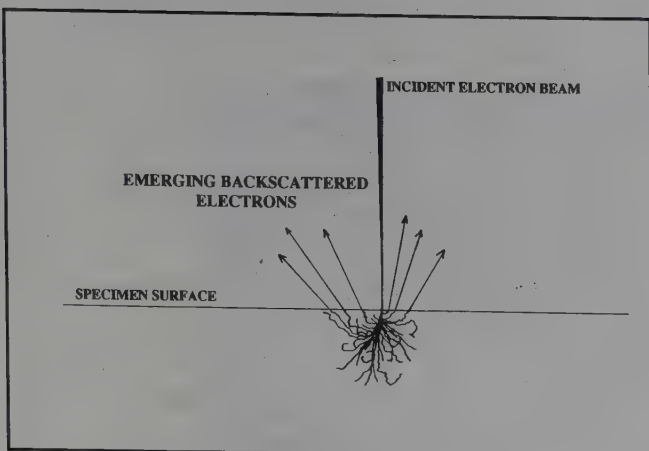 INCIDENT ELECTRON BEAM
EMERGING BACKSCATTERED
ELECTRONS
SPECIMEN SURFACE